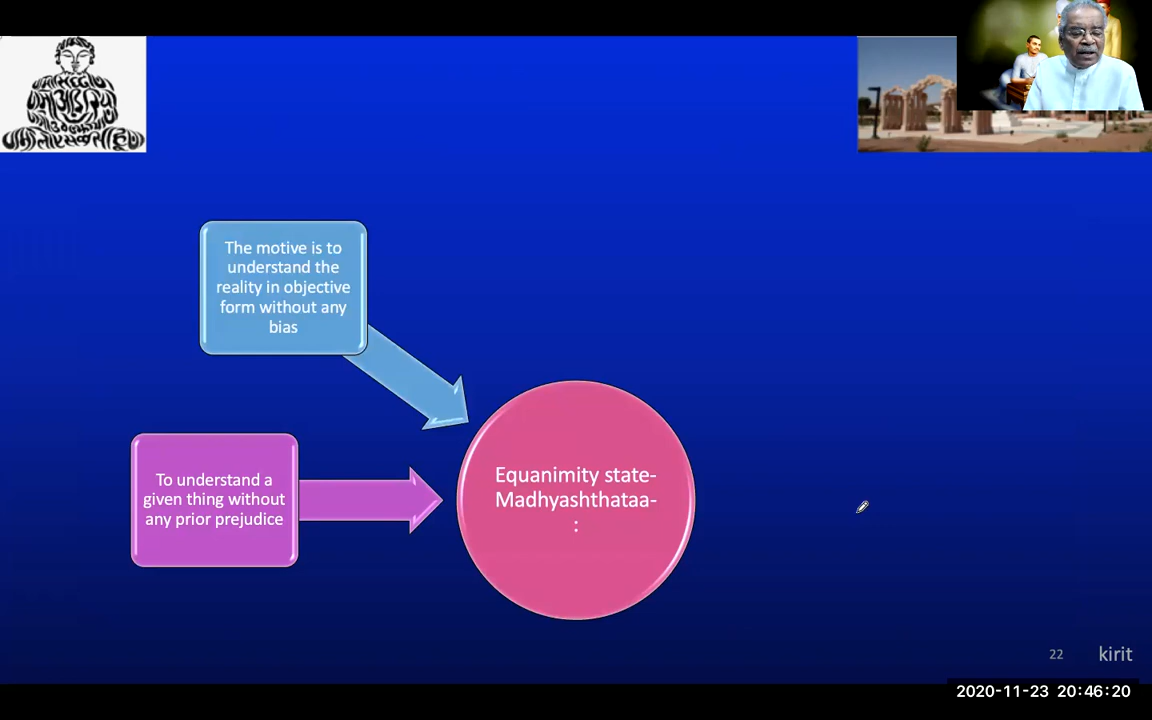 The motive is to
understand the
reality in objective
form without any
bias
To understand a
given thing without
any prior prejudice
Equanimity state-
Madhyashthataa-
:
22
kirit
2020-11-23 20:46:20